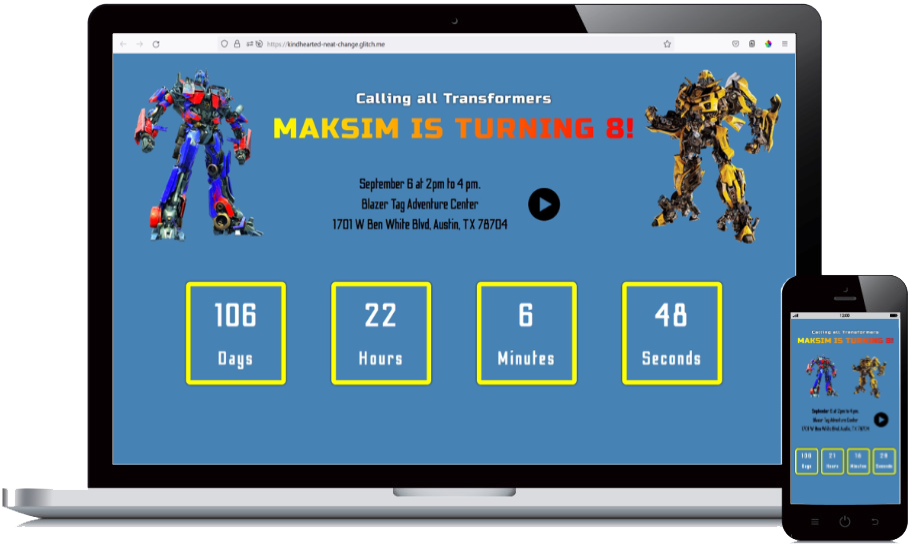 https://kindhearted-neat-change.glitch.me
Calling all Transformers
MAKSIM IS TURNING 8!
September 6 at 2pm to 4 pm.
Blazer Tag Adventure Center
1701 W Ben White Blvd, Austin, TX 78704
106 22 6 48
Days Hours Minutes Seconds
Calling all Transformers
MAKSIM IS TURNING 8!
September 6 at 2pm to 4 pm.
Blazer Tag Adventure Center
1701 W Ben White Blvd, Austin, TX 78704
21
Days Hours Minutes Seconds